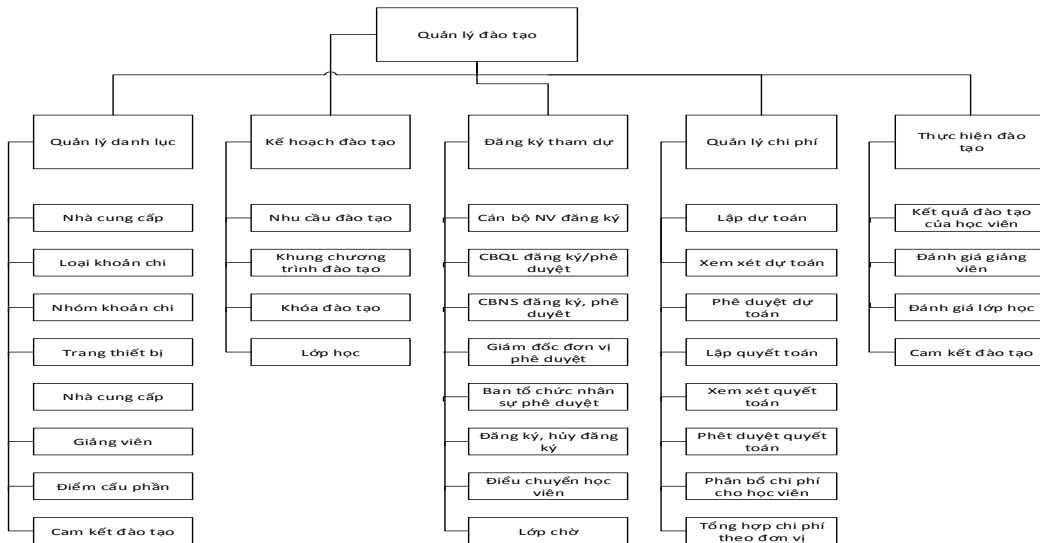 Quản lý đào tạo
Quản lý danh lục
Nhà cung cấp
Loại khoản chi
Nhóm khoản chi
Trang thiết bị
Nhà cung cấp
Giảng viên
Điểm cấu phần
Cam kết đào tạo
Kế hoạch đào tạo
Nhu cầu đào tạo
Khung chương
trình đào tạo
Khóa đào tạo
Lớp học
Đăng ký tham dự
Cán bộ NV đăng ký
CBQL đăng ký/phê
duyệt
CBNS đăng ký, phê
duyêt
Giám đốc đơn vị
phê duyệt
Ban tổ chức nhân
sự phê duyệt
Đăng ký, hủy đăng
ký
Điều chuyển học
viên
Lớp chờ
Quản lý chi phí
Lập dự toán
Xem xét dự toán
Phê duyệt dự
toán
Lập quyết toán
Xem xét quyết
toán
Phêt duyệt quyết
toán
Phân bổ chi phí
cho học viên
Tổng hợp chi phí
theo đơn vị
Thực hiện đào
tạo
Kết quả đào tạo
của học viên
Đánh giá giảng
viên
Đánh giá lớp học
Cam kết đào tạo